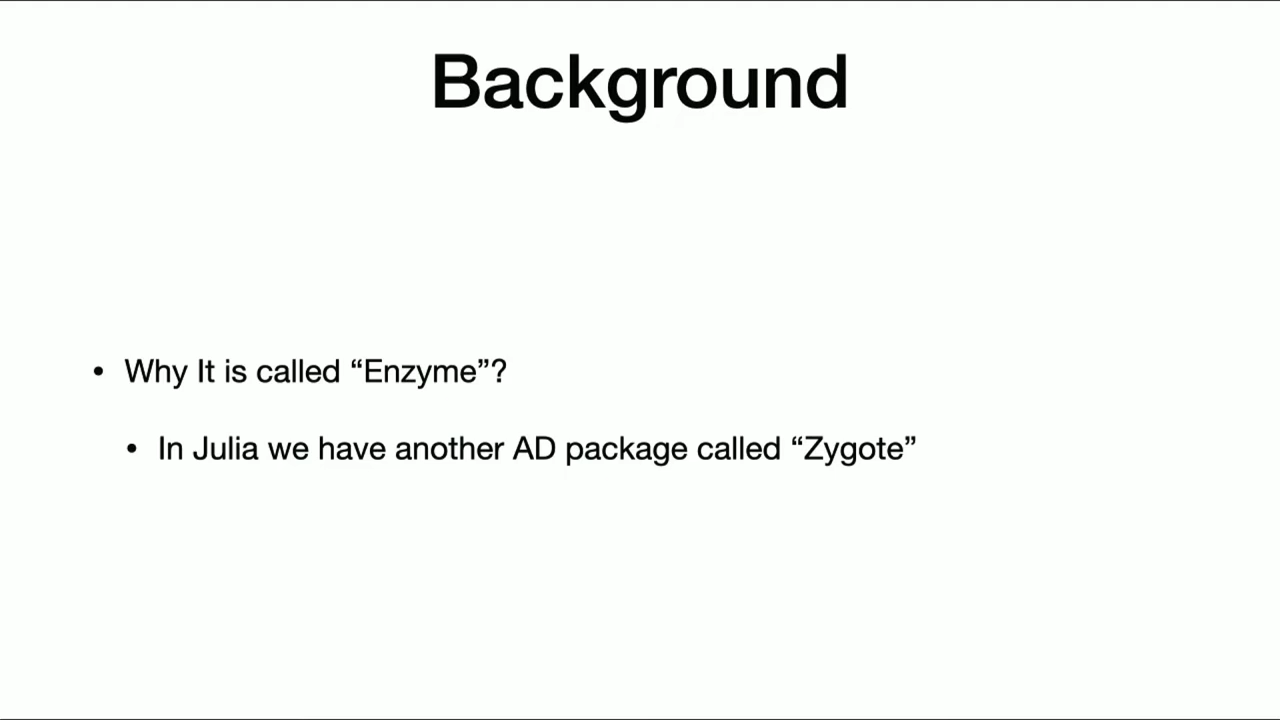 Background
• Why It is called “Enzyme”?
• In Julia we have another AD package called “Zygote”